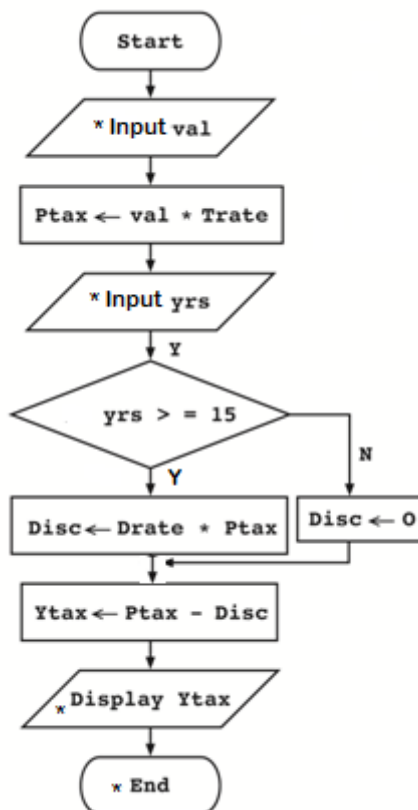 Start
* Input val
Ptax ← val * Trate
* Input yrs
Y
yrs > = 15
N
Y
Disc ← Drate * Ptax
Disc ← O
Ytax ← Ptax - Disc
* Display Ytax
* End